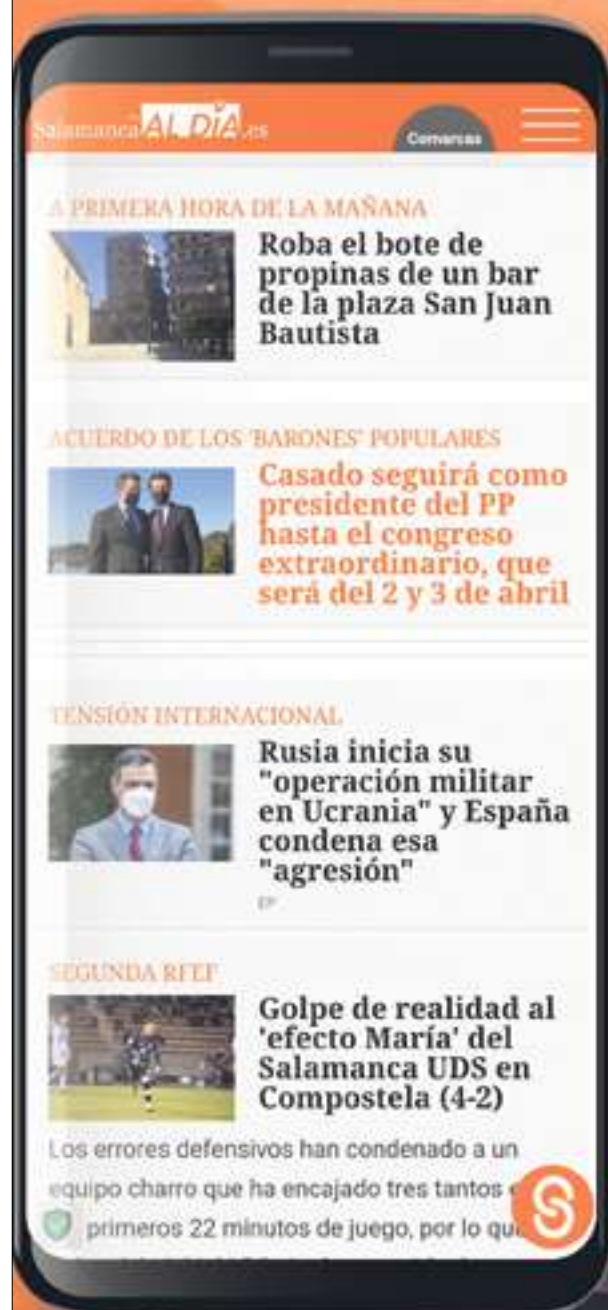 Salamanca AL DÍA.es
Comarcas
A PRIMERA HORA DE LA MAÑANA
Roba el bote de
propinas de un bar
de la plaza San Juan
Bautista
ACUERDO DE LOS 'BARONES' POPULARES
Casado seguirá como
presidente del PP
hasta el congreso
extraordinario, que
será del 2 y 3 de abril
TENSIÓN INTERNACIONAL
Rusia inicia su
"operación militar
en Ucrania" y España
condena esa
"agresión"
EP
SEGUNDA RFEF
Golpe de realidad al
'efecto María' del
Salamanca UDS en
Compostela (4-2)
Los errores defensivos han condenado a un
equipo charro que ha encajado tres tantos
primeros 22 minutos de juego, por lo